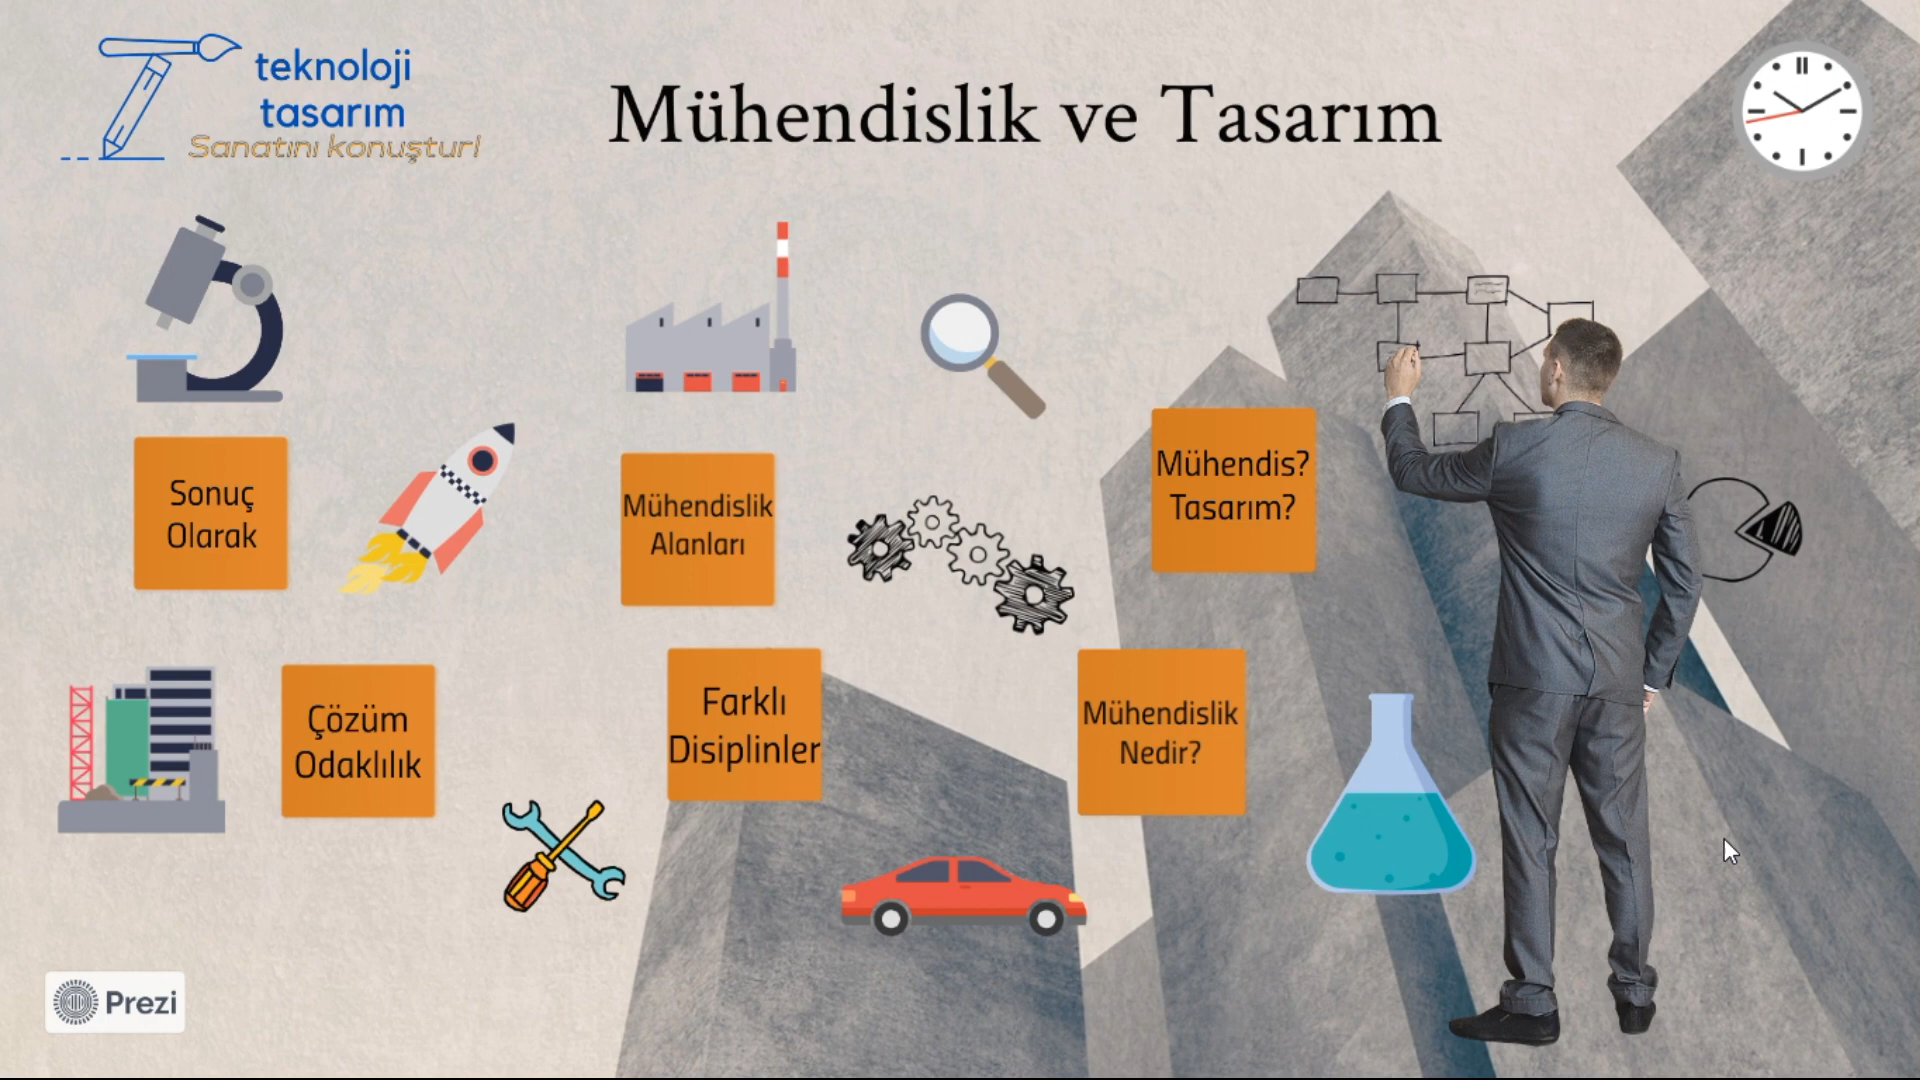 teknoloji
tasarım
Sanatını konuştur!
Mühendislik ve Tasarım
Sonuç
Olarak
Mühendislik
Alanları
Mühendis?
Tasarım?
Çözüm
Odaklılık
Farklı
Disiplinler
Mühendislik
Nedir?
Prezi